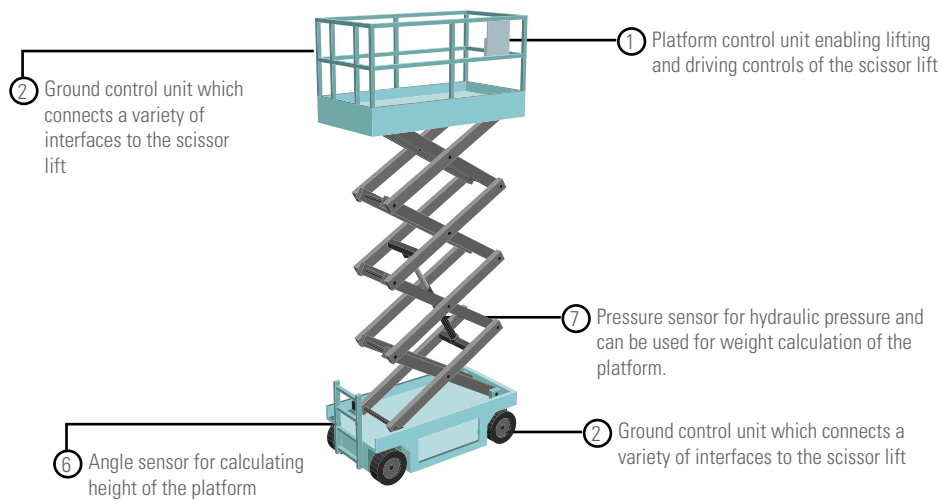 1 Platform control unit enabling lifting
and driving controls of the scissor lift
2 Ground control unit which
connects a variety of
interfaces to the scissor
lift
7 Pressure sensor for hydraulic pressure and
can be used for weight calculation of the
platform.
2 Ground control unit which connects a
variety of interfaces to the scissor lift
6 Angle sensor for calculating
height of the platform